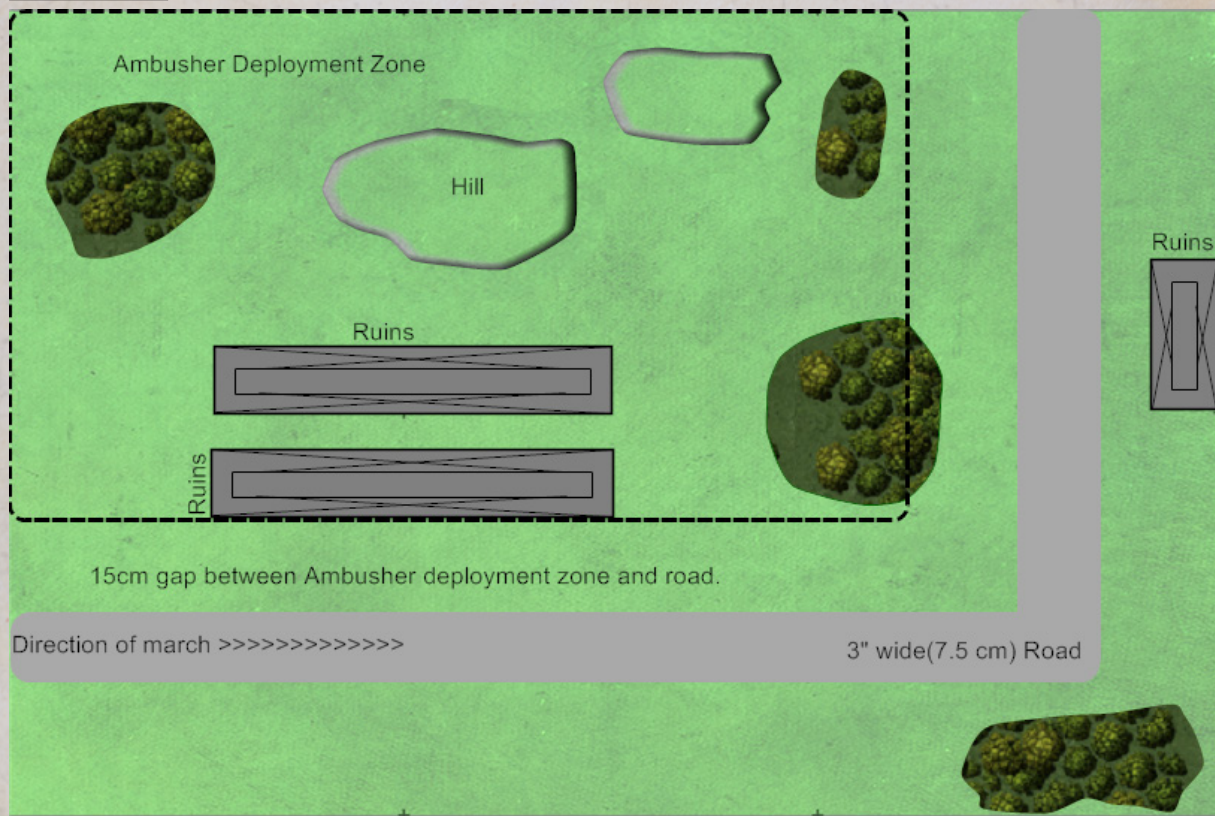 Ambusher Deployment Zone
Hill
Ruins
Ruins
Ruins
15cm gap between Ambusher deployment zone and road.
Direction of march >>>>>>>>>>>>>
3" wide(7.5 cm) Road